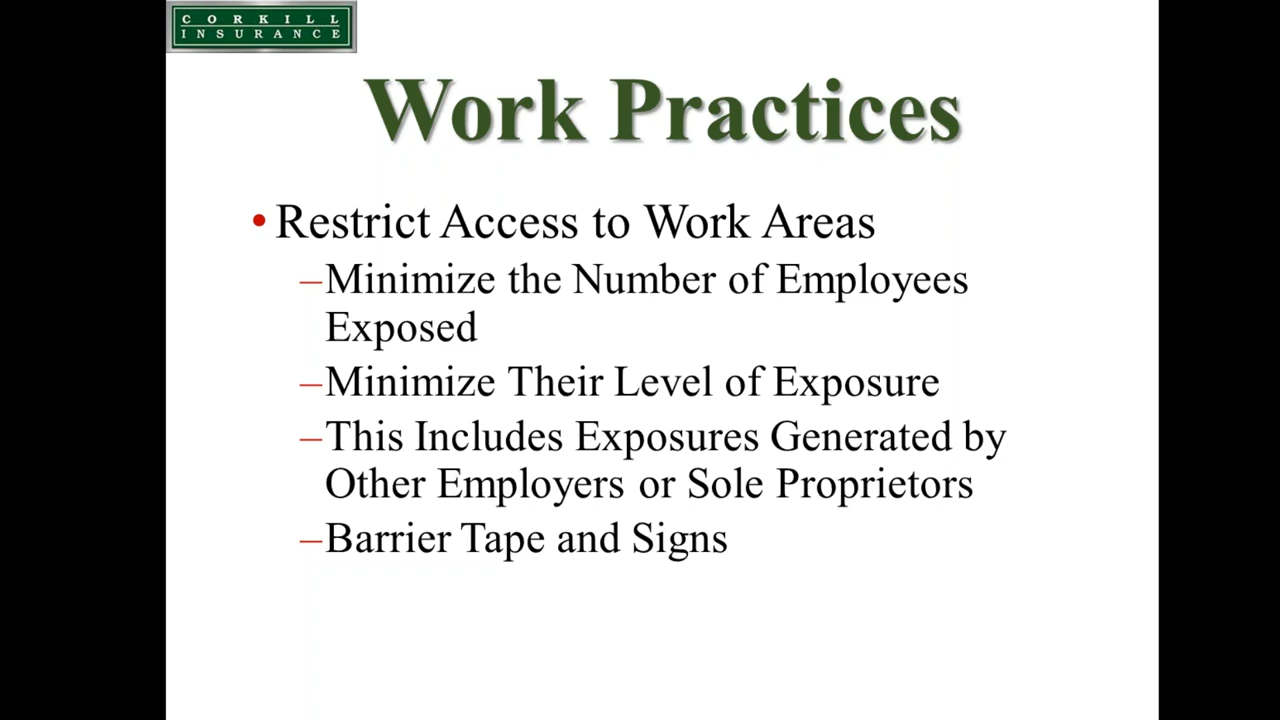 CORKILL
INSURANCE
Work Practices
• Restrict Access to Work Areas
–Minimize the Number of Employees
Exposed
–Minimize Their Level of Exposure
–This Includes Exposures Generated by
Other Employers or Sole Proprietors
–Barrier Tape and Signs